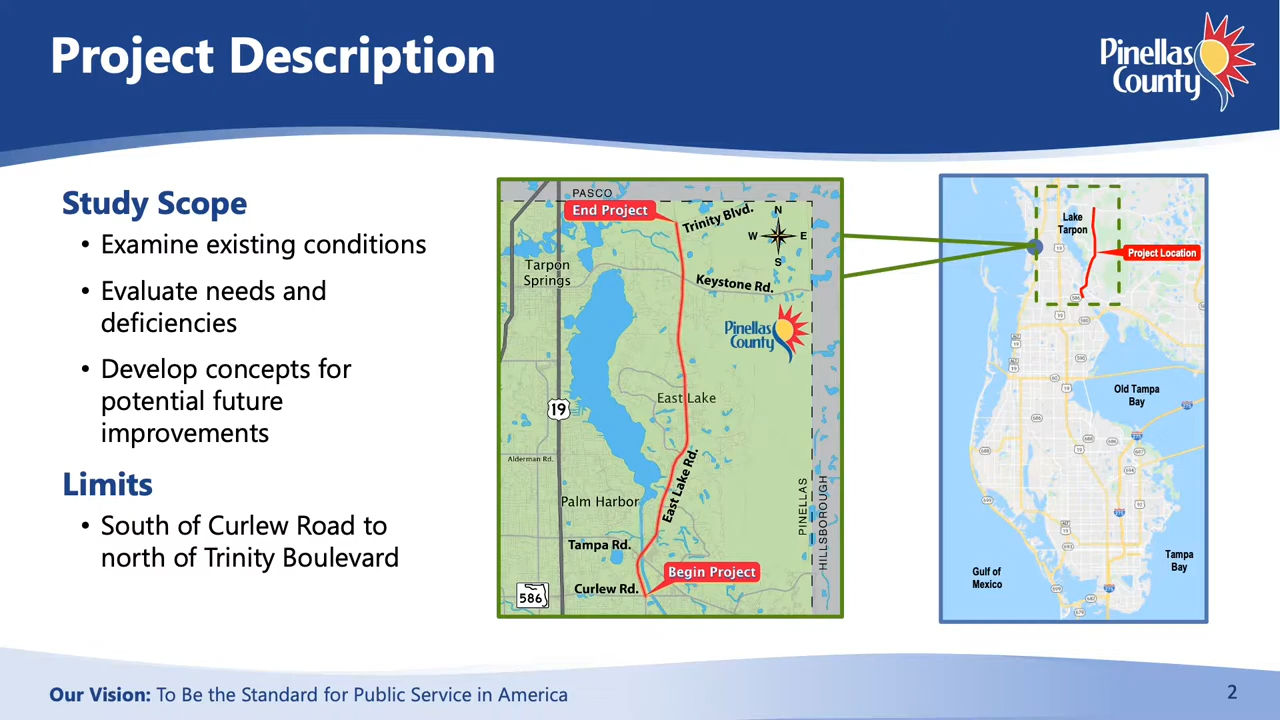 Project Description
Pinellas
County
Study Scope
• Examine existing conditions
• Evaluate needs and
deficiencies
• Develop concepts for
potential future
improvements
Limits
• South of Curlew Road to
north of Trinity Boulevard
PASCO
End Project
Trinity Blvd.
N
W E
S
Tarpon
Springs
Keystone Rd.
Pinellas
County
East Lake
19
Alderman Rd.
East Lake Rd.
Palm Harbor
PINELLAS
HILLSBOROUGH
Tampa Rd.
Begin Project
Curlew Rd.
586
Lake
Tarpon
Project Location
Old Tampa
Bay
Gulf of
Mexico
Tampa
Bay
Our Vision: To Be the Standard for Public Service in America
2